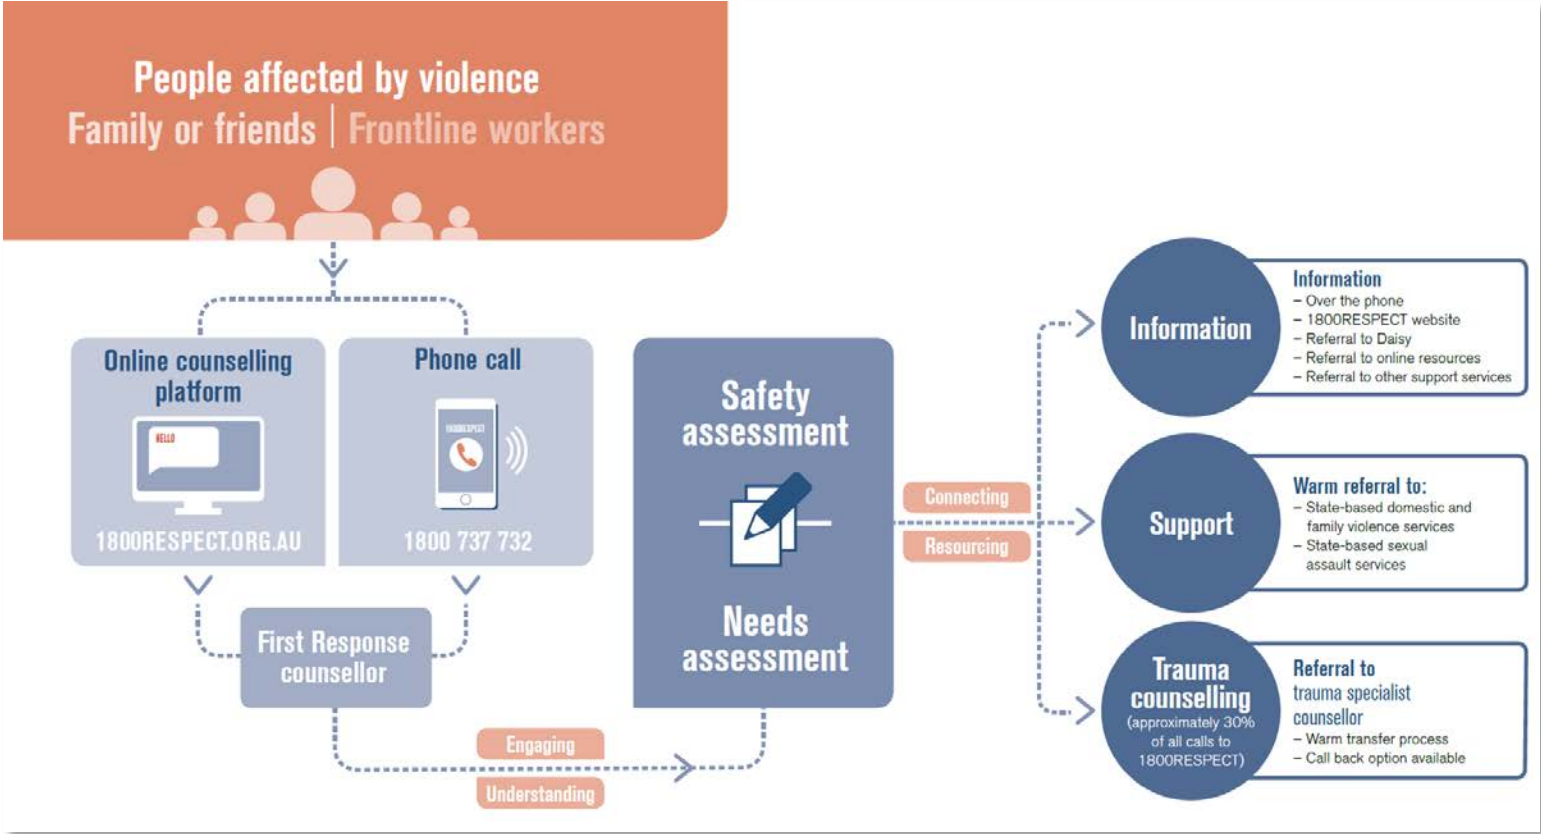 People affected by violence
Family or friends | Frontline workers
Online counselling
platform
HELLO
1800RESPECT.ORG.AU
Phone call
1800RESPECT
1800 737 732
First Response
counsellor
Engaging
Understanding
Safety
assessment
Needs
assessment
Connecting
Resourcing
Information
Information
– Over the phone
– 1800RESPECT website
– Referral to Daisy
– Referral to online resources
– Referral to other support services
Support
Warm referral to:
– State-based domestic and
family violence services
– State-based sexual
assault services
Trauma
counselling
(approximately 30%
of all calls to
1800RESPECT)
Referral to
trauma specialist
counsellor
– Warm transfer process
– Call back option available